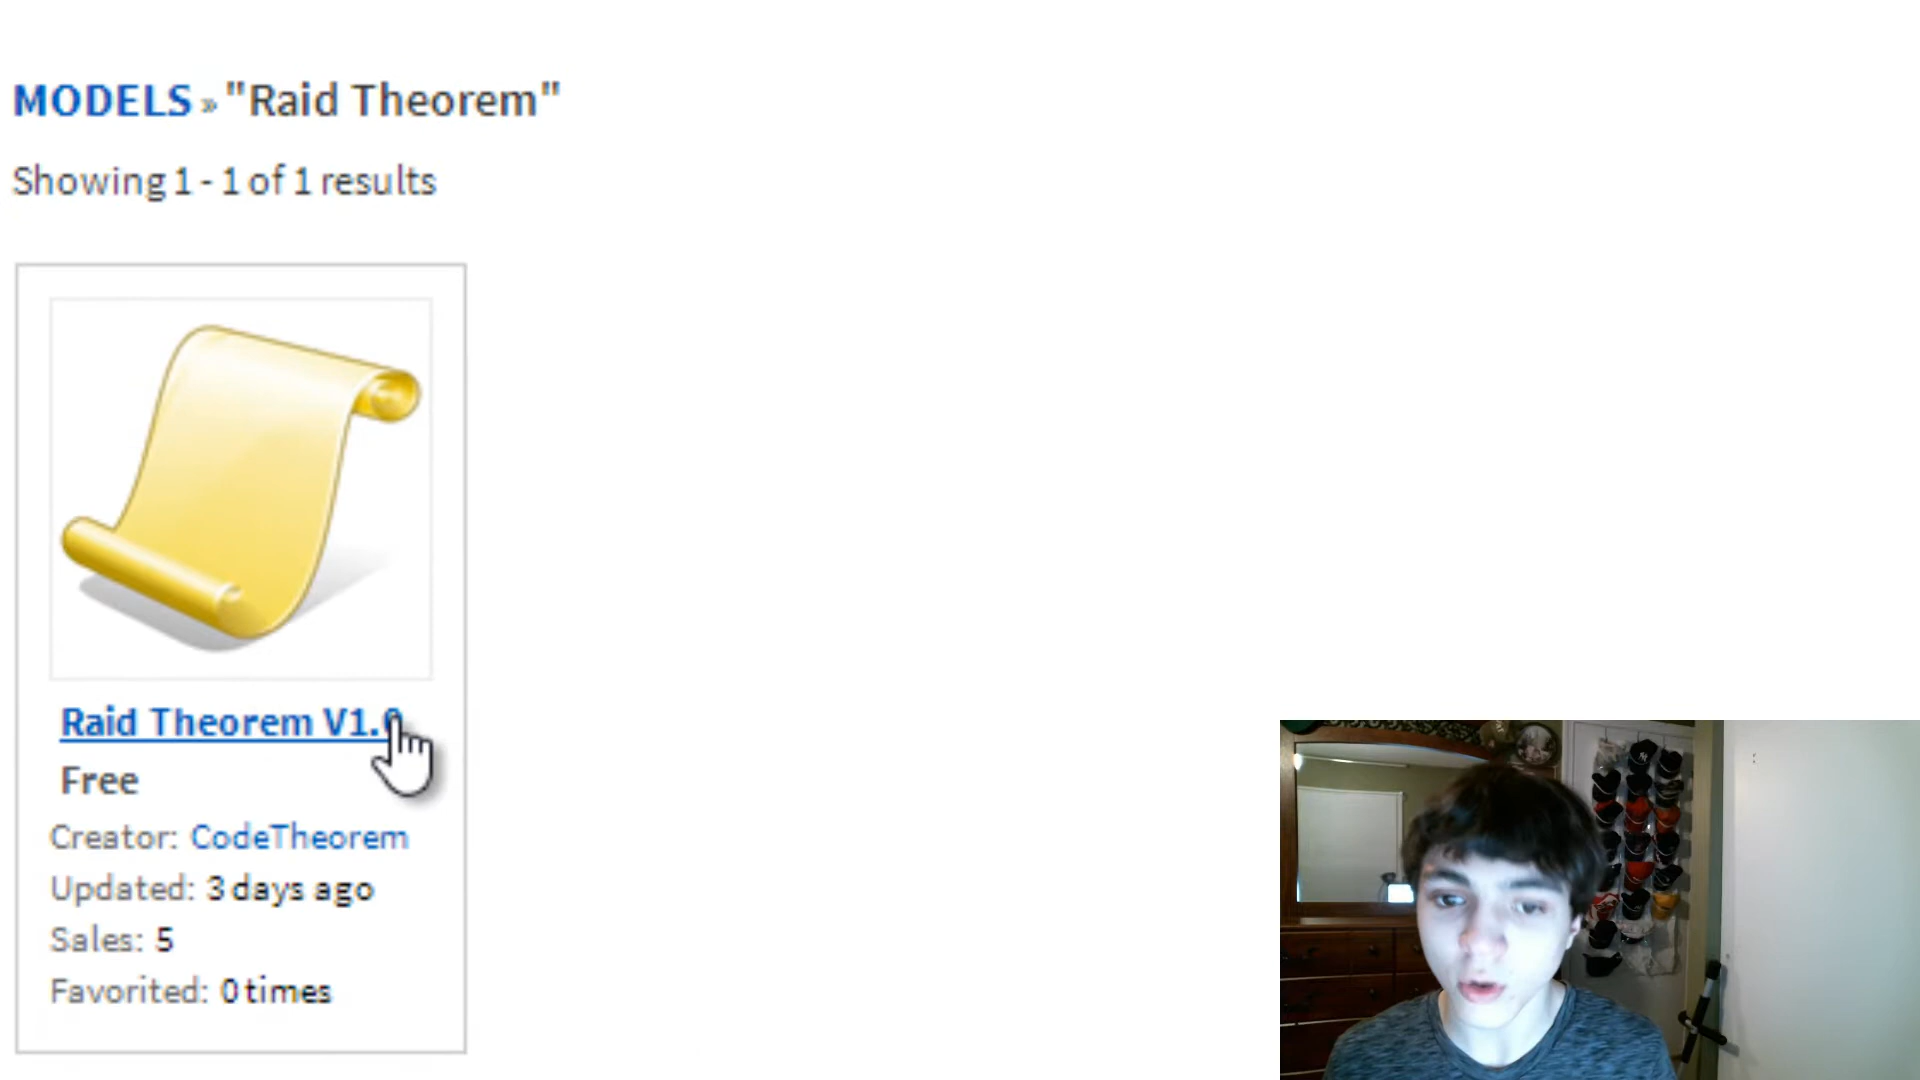 MODELS » "Raid Theorem"
Showing 1 - 1 of 1 results
Raid Theorem V1.0
Free
Creator: CodeTheorem
Updated: 3 days ago
Sales: 5
Favorited: 0 times